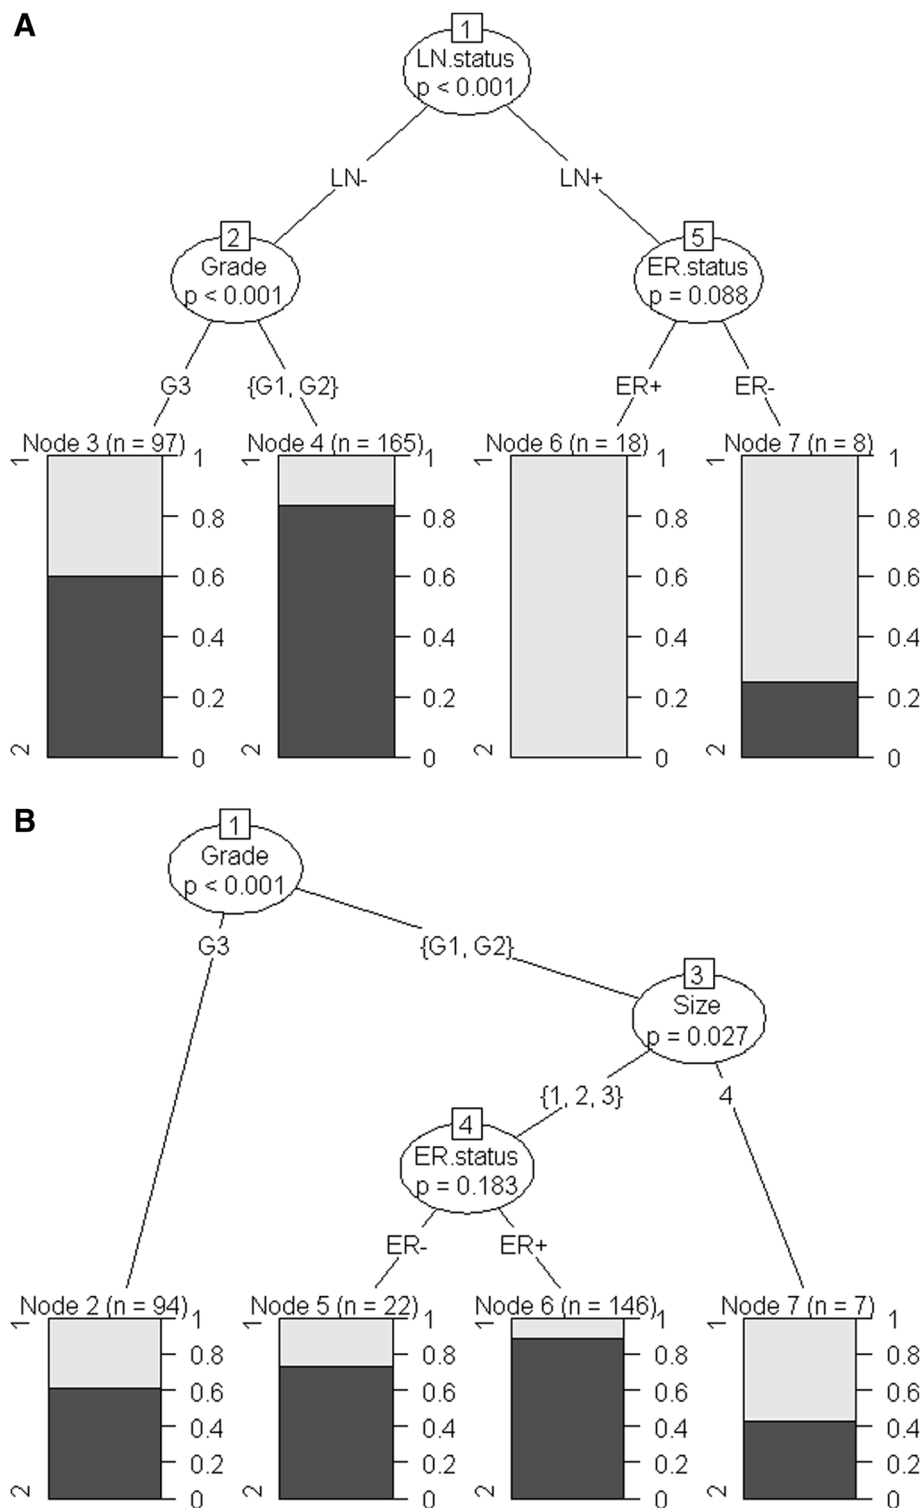 A
1
LN.status
p < 0.001
LN-
LN+
2
Grade
p < 0.001
5
ER.status
p = 0.088
G3
{G1, G2}
ER+
ER-
Node 3 (n = 97)
Node 4 (n = 165)
Node 6 (n = 18)
Node 7 (n = 8)
1
2
1
0.8
0.6
0.4
0.2
0
1
2
1
0.8
0.6
0.4
0.2
0
1
2
1
0.8
0.6
0.4
0.2
0
1
2
1
0.8
0.6
0.4
0.2
0
B
1
Grade
p < 0.001
G3
{G1, G2}
3
Size
p = 0.027
{1, 2, 3}
4
4
ER.status
p = 0.183
ER-
ER+
Node 2 (n = 94)
Node 5 (n = 22)
Node 6 (n = 146)
Node 7 (n = 7)
1
2
1
0.8
0.6
0.4
0.2
0
1
2
1
0.8
0.6
0.4
0.2
0
1
2
1
0.8
0.6
0.4
0.2
0
1
2
1
0.8
0.6
0.4
0.2
0